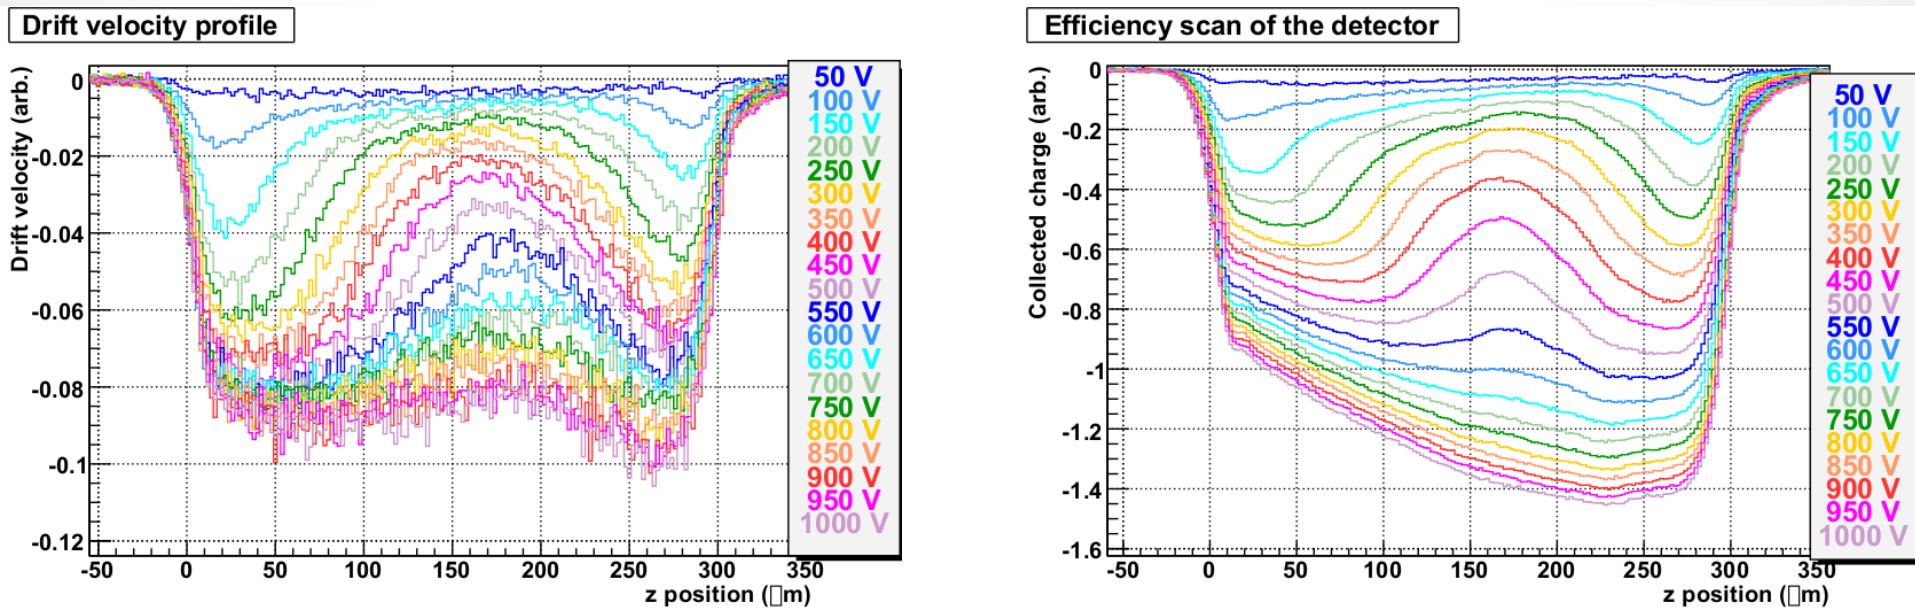 Drift velocity profile
Drift velocity (arb.)
0
-0.02
-0.04
-0.06
-0.08
-0.1
-0.12
-50 0 50 100 150 200 250 300 350
z position (▯m)
50 V
100 V
150 V
200 V
250 V
300 V
350 V
400 V
450 V
500 V
550 V
600 V
650 V
700 V
750 V
800 V
850 V
900 V
950 V
1000 V
Efficiency scan of the detector
Collected charge (arb.)
0
-0.2
-0.4
-0.6
-0.8
-1
-1.2
-1.4
-1.6
-50 0 50 100 150 200 250 300 350
z position (▯m)
50 V
100 V
150 V
200 V
250 V
300 V
350 V
400 V
450 V
500 V
550 V
600 V
650 V
700 V
750 V
800 V
850 V
900 V
950 V
1000 V